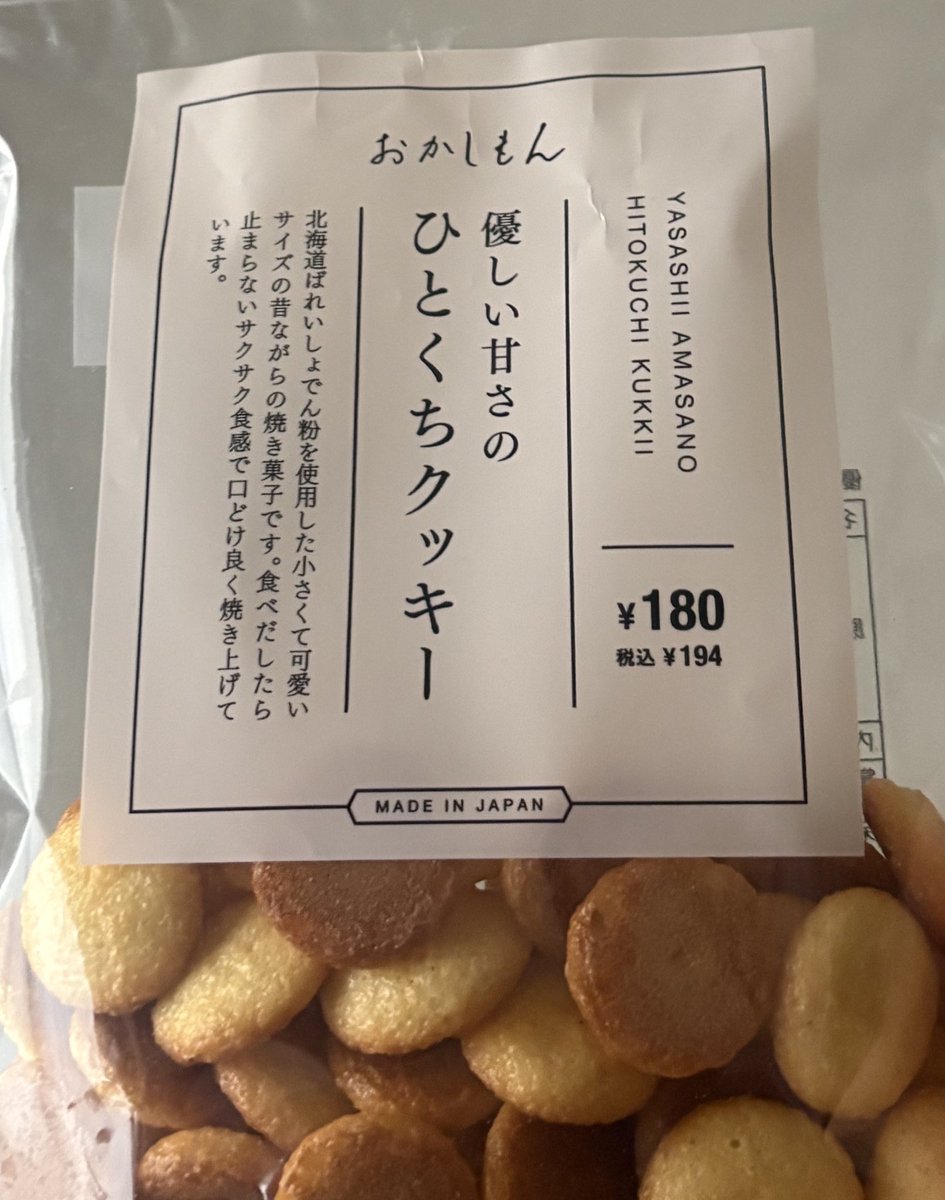 おかしもん
YASASHII AMASANO
HITOKUCHI KUKKII
¥180
税込 ¥194
優しい甘さの
ひとくちクッキー
北海道ばれいしょでん粉を使用した小さくて可愛い
サイズの昔ながらの焼き菓子です。食べだしたら
止まらないサクサク食感で口どけ良く焼き上げて
います。
MADE IN JAPAN